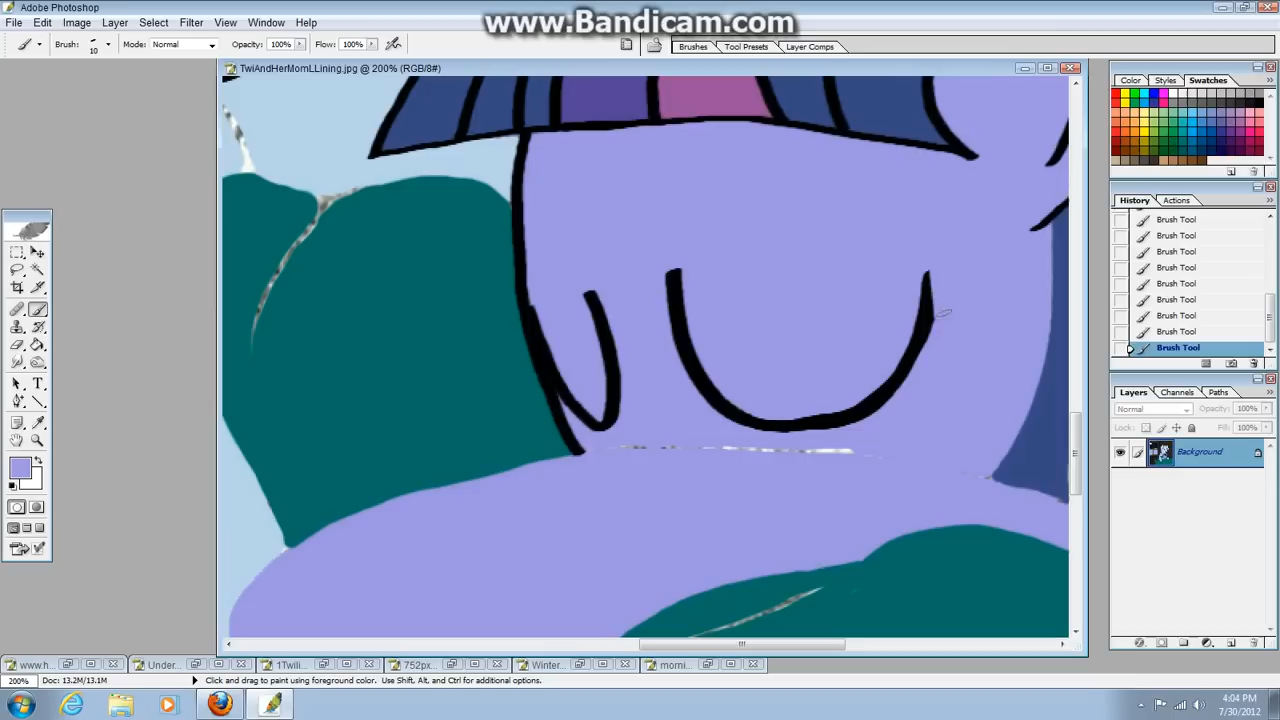 Adobe Photoshop
www.Bandicam.com
File Edit Image Layer Select Filter View Window Help
Brush: 10 Mode: Normal Opacity: 100% Flow: 100% Brushes Tool Presets Layer Comps
TwiAndHerMomLLining.jpg @ 200% (RGB/8#)
Color Styles Swatches
History Actions
Brush Tool
Brush Tool
Brush Tool
Brush Tool
Brush Tool
Brush Tool
Brush Tool
Brush Tool
Brush Tool
Layers Channels Paths
Normal Opacity: 100%
Lock: Fill: 100%
Background
www.h Under 1Twili 752px... Winter morni
200% Doc: 13.2M/13.1M Click and drag to paint using foreground color. Use Shift, Alt, and Ctrl for additional options.
4:04 PM
7/30/2012